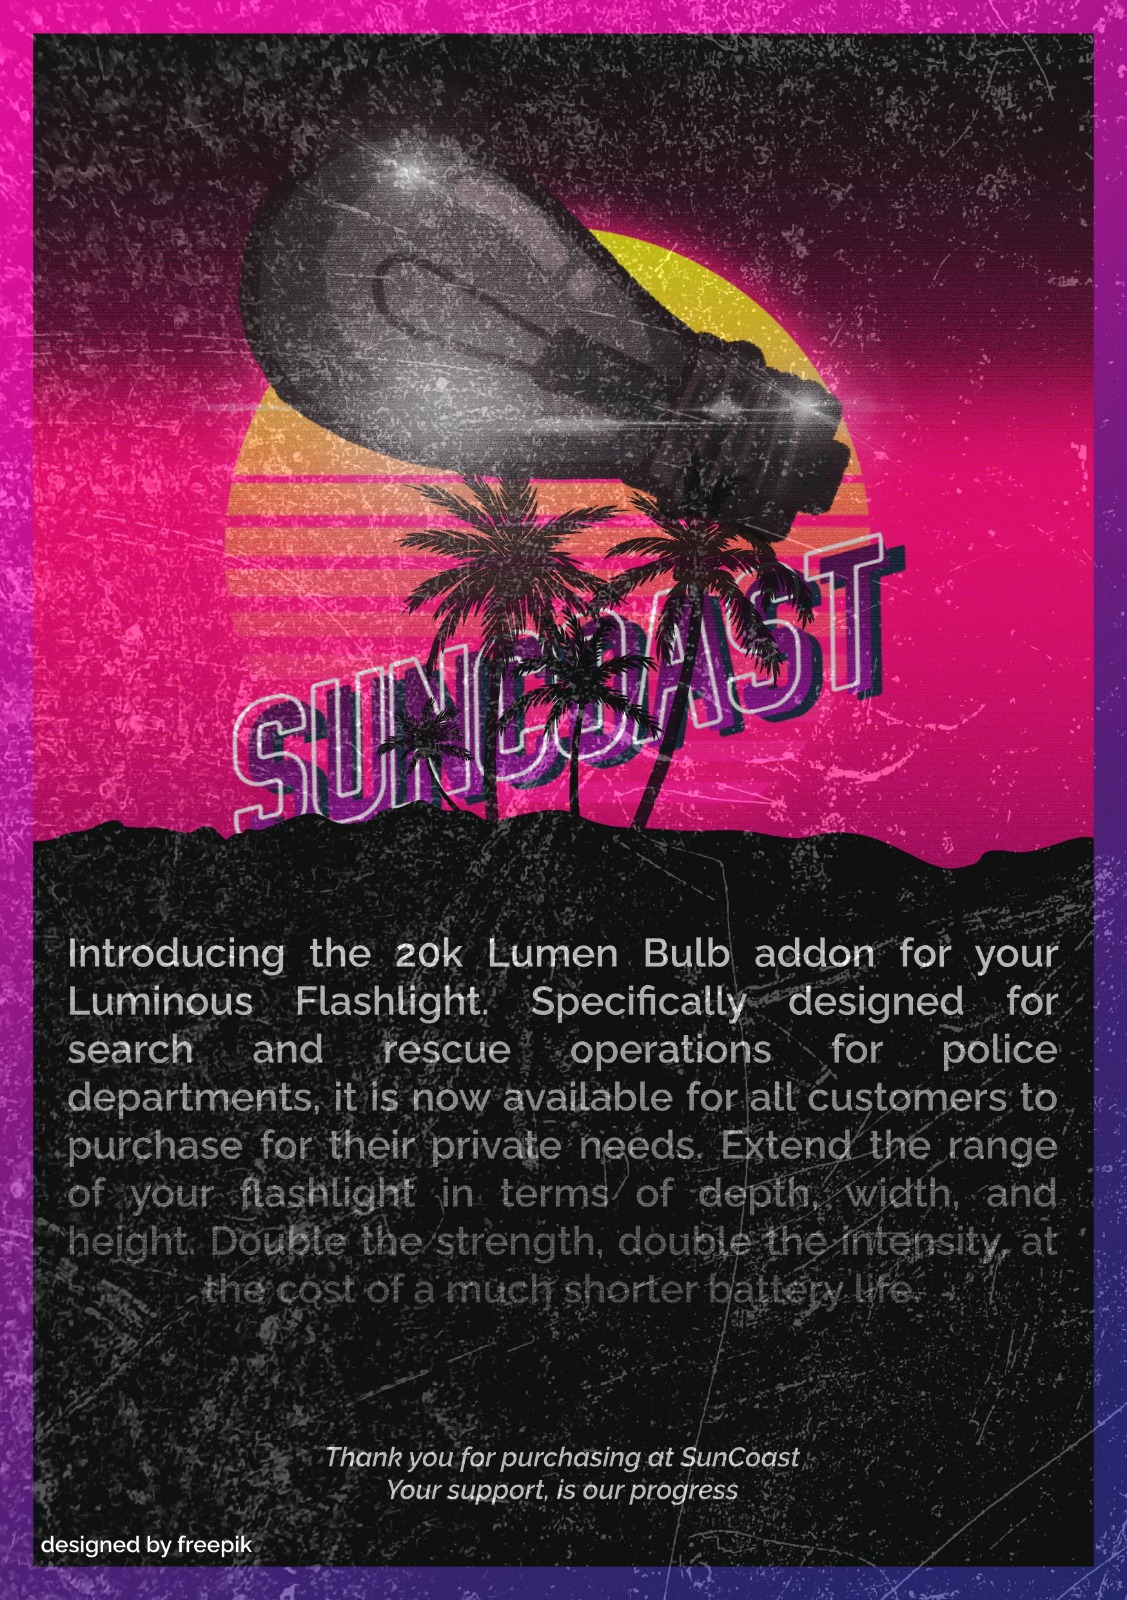 SUNCOAST
Introducing the 20k Lumen Bulb addon for your
Luminous Flashlight. Specifically designed for
search and rescue operations for police
departments, it is now available for all customers to
purchase for their private needs. Extend the range
of your flashlight in terms of depth, width, and
height. Double the strength, double the intensity, at
the cost of a much shorter battery life.
Thank you for purchasing at SunCoast
Your support, is our progress
designed by freepik